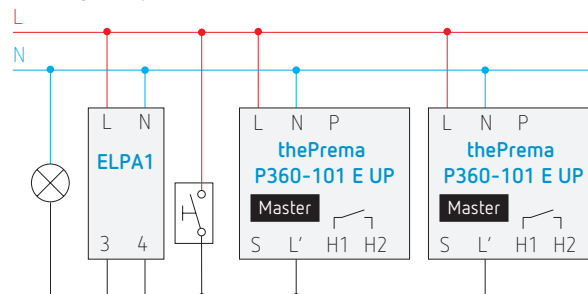 L
N
L N
ELPA1
3 4
L N P
thePrema
P360-101 E UP
Master
S L' H1 H2
L N P
thePrema
P360-101 E UP
Master
S L' H1 H2